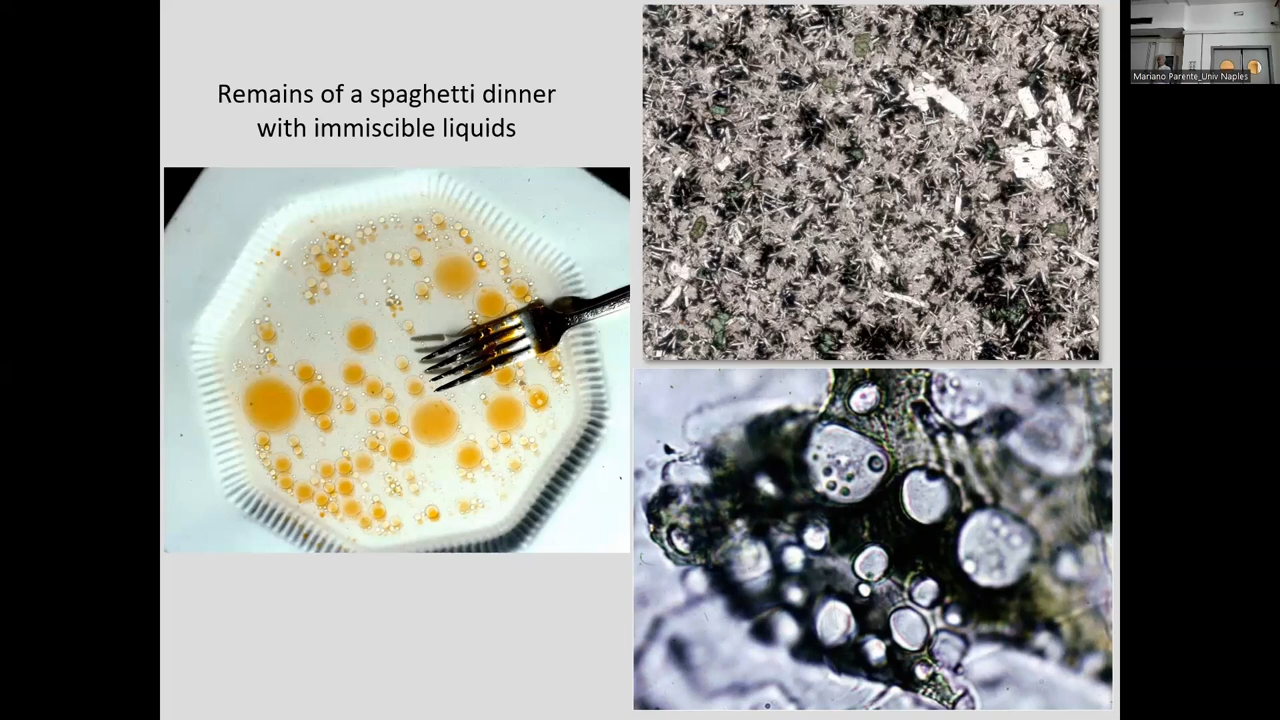 Remains of a spaghetti dinner
with immiscible liquids
Mariano Parente_Univ Naples